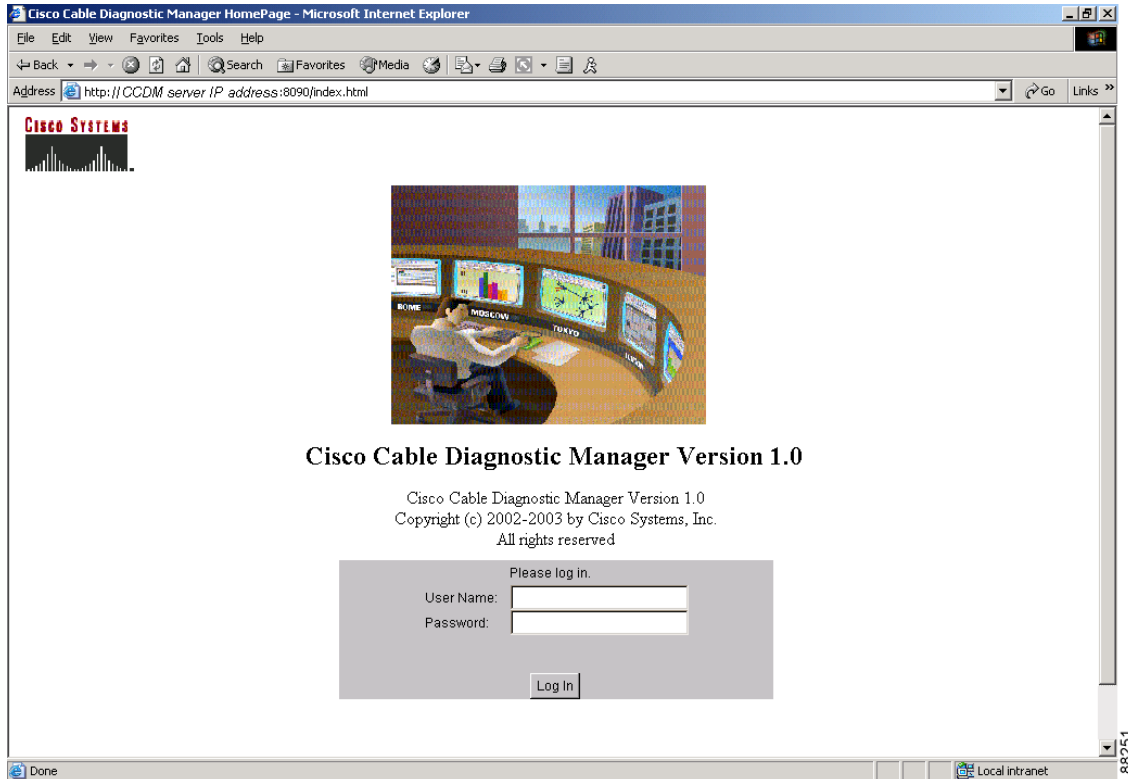 Cisco Cable Diagnostic Manager HomePage - Microsoft Internet Explorer
File Edit View Favorites Tools Help
Back Search Favorites Media
Address http://CCDM server IP address:8090/index.html Go Links »
CISCO SYSTEMS
ROME MOSCOW TOKYO
Cisco Cable Diagnostic Manager Version 1.0
Cisco Cable Diagnostic Manager Version 1.0
Copyright (c) 2002-2003 by Cisco Systems, Inc.
All rights reserved
Please log in.
User Name:
Password:
Log In
Done Local intranet
88251